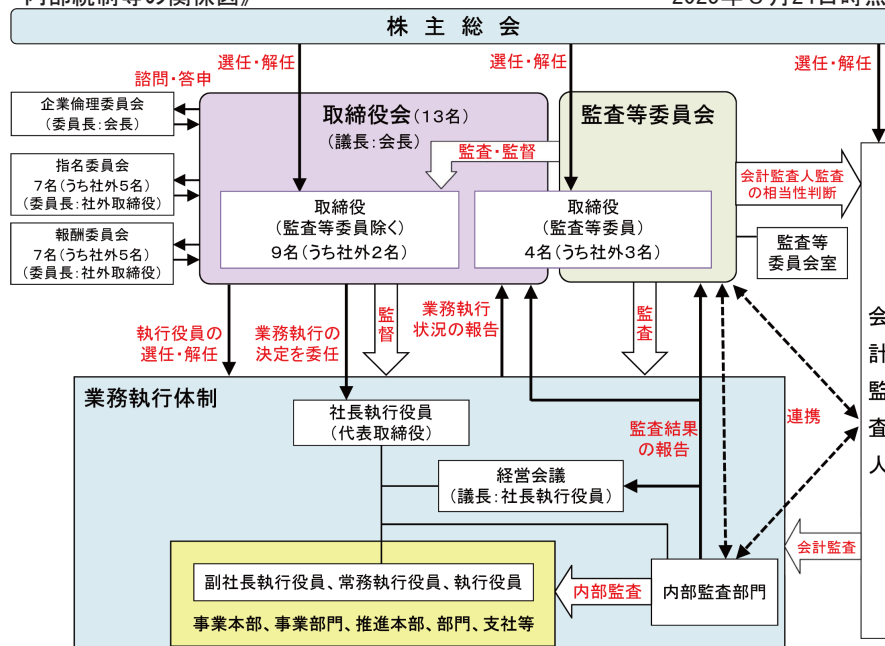 株主総会
選任・解任
選任・解任
選任・解任
諮問・答申
企業倫理委員会
(委員長:会長)
指名委員会
7名(うち社外5名)
(委員長:社外取締役)
報酬委員会
7名(うち社外5名)
(委員長:社外取締役)
取締役会(13名)
(議長:会長)
監査等委員会
監査・監督
取締役
(監査等委員除く)
9名(うち社外2名)
取締役
(監査等委員)
4名(うち社外3名)
会計監査人監査
の相当性判断
監査等
委員会室
執行役員の
選任・解任
業務執行の
決定を委任
監督
業務執行
状況の報告
監査
会計監査人
業務執行体制
社長執行役員
(代表取締役)
監査結果
の報告
連携
経営会議
(議長:社長執行役員)
会計監査
副社長執行役員、常務執行役員、執行役員
事業本部、事業部門、推進本部、部門、支社等
内部監査
内部監査部門